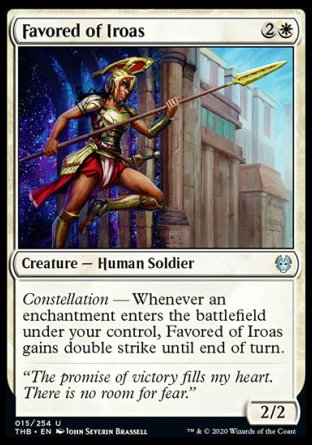 Favored of Iroas 2
Creature — Human Soldier
Constellation — Whenever an
enchantment enters the battlefield
under your control, Favored of Iroas
gains double strike until end of turn.
“The promise of victory fills my heart.
There is no room for fear.”
2/2
015/254 U
THB • EN John Severin Brassell ™ & © 2020 Wizards of the Coast